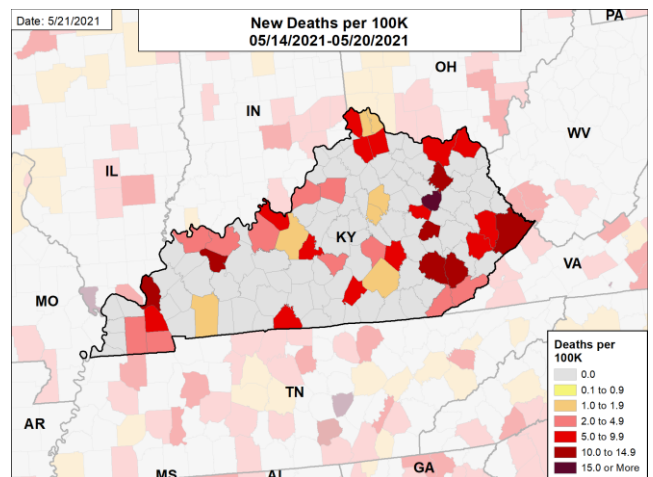 Date: 5/21/2021
New Deaths per 100K
05/14/2021-05/20/2021
PA
OH
IN
WV
IL
KY
VA
MO
TN
AR
MS
AL
GA
Deaths per
100K
0.0
0.1 to 0.9
1.0 to 1.9
2.0 to 4.9
5.0 to 9.9
10.0 to 14.9
15.0 or More